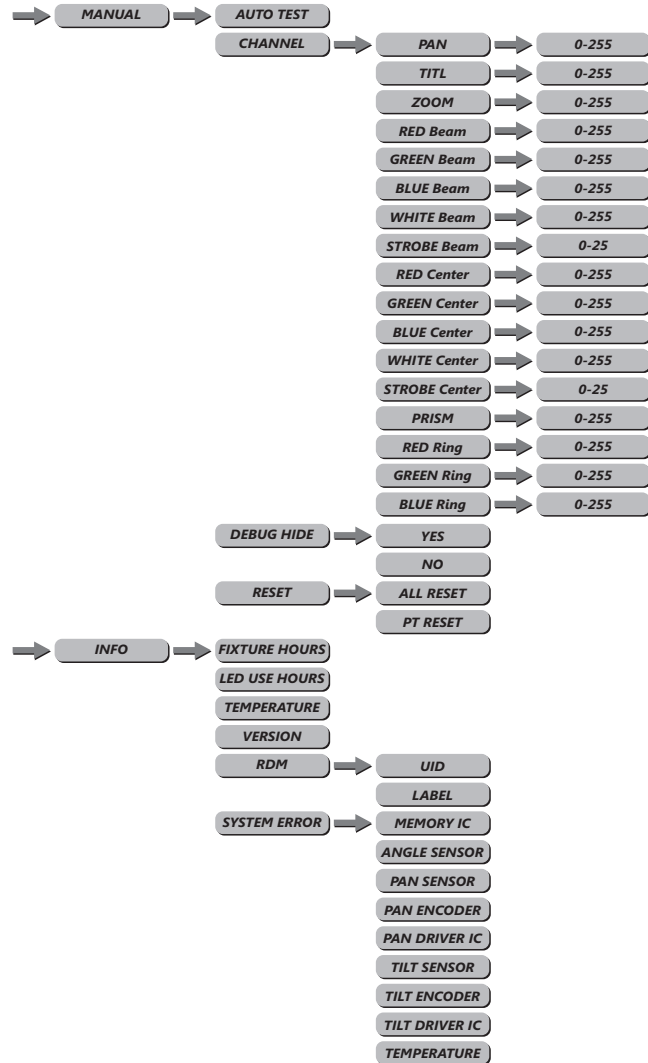 MANUAL AUTO TEST
CHANNEL PAN 0-255
TITL 0-255
ZOOM 0-255
RED Beam 0-255
GREEN Beam 0-255
BLUE Beam 0-255
WHITE Beam 0-255
STROBE Beam 0-25
RED Center 0-255
GREEN Center 0-255
BLUE Center 0-255
WHITE Center 0-255
STROBE Center 0-25
PRISM 0-255
RED Ring 0-255
GREEN Ring 0-255
BLUE Ring 0-255
DEBUG HIDE YES
NO
RESET ALL RESET
PT RESET
INFO FIXTURE HOURS
LED USE HOURS
TEMPERATURE
VERSION
RDM UID
LABEL
SYSTEM ERROR MEMORY IC
ANGLE SENSOR
PAN SENSOR
PAN ENCODER
PAN DRIVER IC
TILT SENSOR
TILT ENCODER
TILT DRIVER IC
TEMPERATURE